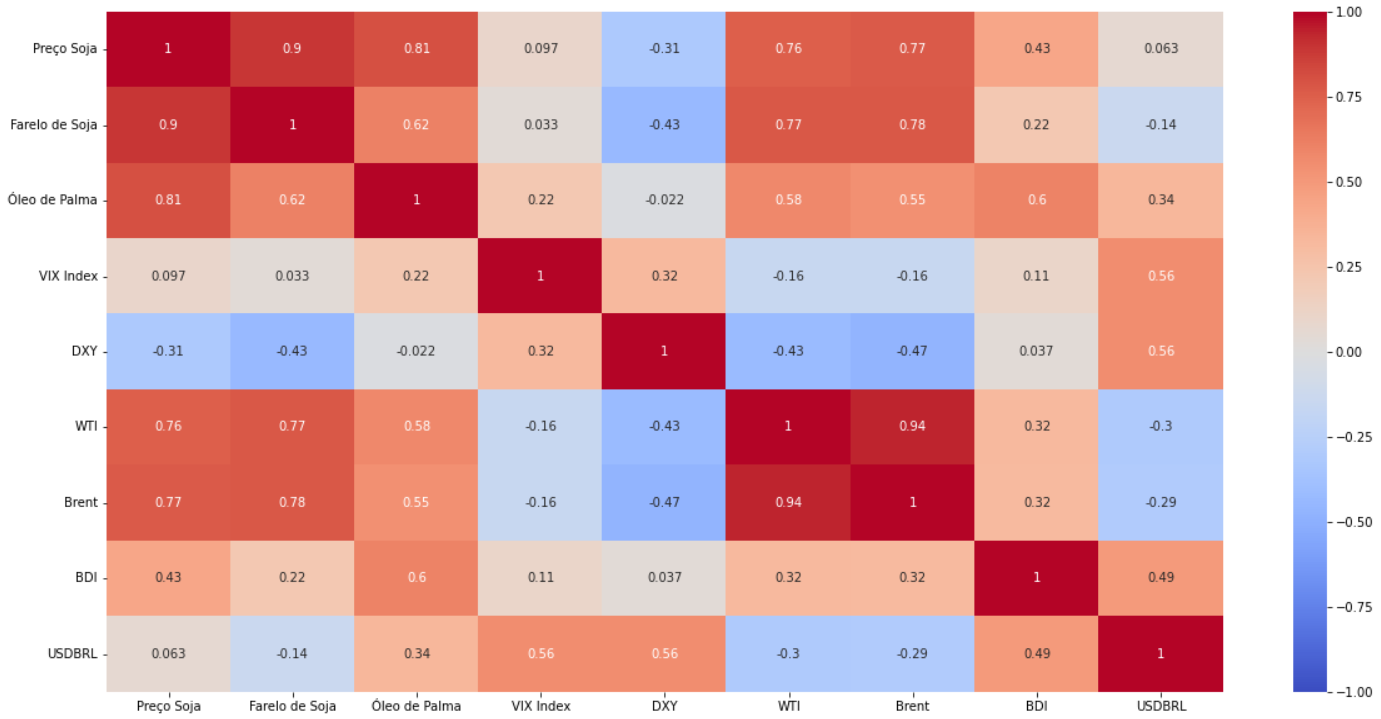 Preço Soja 1 0.9 0.81 0.097 -0.31 0.76 0.77 0.43 0.063
Farelo de Soja 0.9 1 0.62 0.033 -0.43 0.77 0.78 0.22 -0.14
Óleo de Palma 0.81 0.62 1 0.22 -0.022 0.58 0.55 0.6 0.34
VIX Index 0.097 0.033 0.22 1 0.32 -0.16 -0.16 0.11 0.56
DXY -0.31 -0.43 -0.022 0.32 1 -0.43 -0.47 0.037 0.56
WTI 0.76 0.77 0.58 -0.16 -0.43 1 0.94 0.32 -0.3
Brent 0.77 0.78 0.55 -0.16 -0.47 0.94 1 0.32 -0.29
BDI 0.43 0.22 0.6 0.11 0.037 0.32 0.32 1 0.49
USDBRL 0.063 -0.14 0.34 0.56 0.56 -0.3 -0.29 0.49 1
Preço Soja Farelo de Soja Óleo de Palma VIX Index DXY WTI Brent BDI USDBRL
1.00
0.75
0.50
0.25
0.00
−0.25
−0.50
−0.75
−1.00